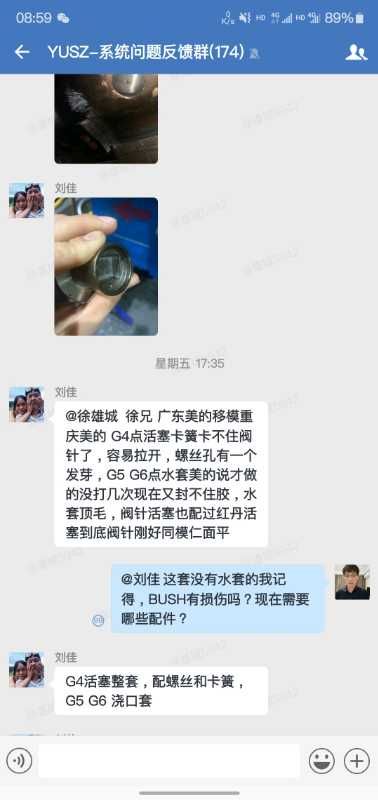 08:59
0 K/s HD 4G HD 4G 89%
YUSZ-系统问题反馈群(174)
刘佳
星期五 17:35
刘佳
@徐雄城 徐兄 广东美的移模重
庆美的 G4点活塞卡簧卡不住阀
针了，容易拉开，螺丝孔有一个
发芽，G5 G6点水套美的说才做
的没打几次现在又封不住胶，水
套顶毛，阀针活塞也配过红丹活
塞到底阀针刚好同模仁面平
@刘佳 这套没有水套的我记
得，BUSH有损伤吗？现在需要
哪些配件？
刘佳
G4活塞整套，配螺丝和卡簧，
G5 G6 浇口套